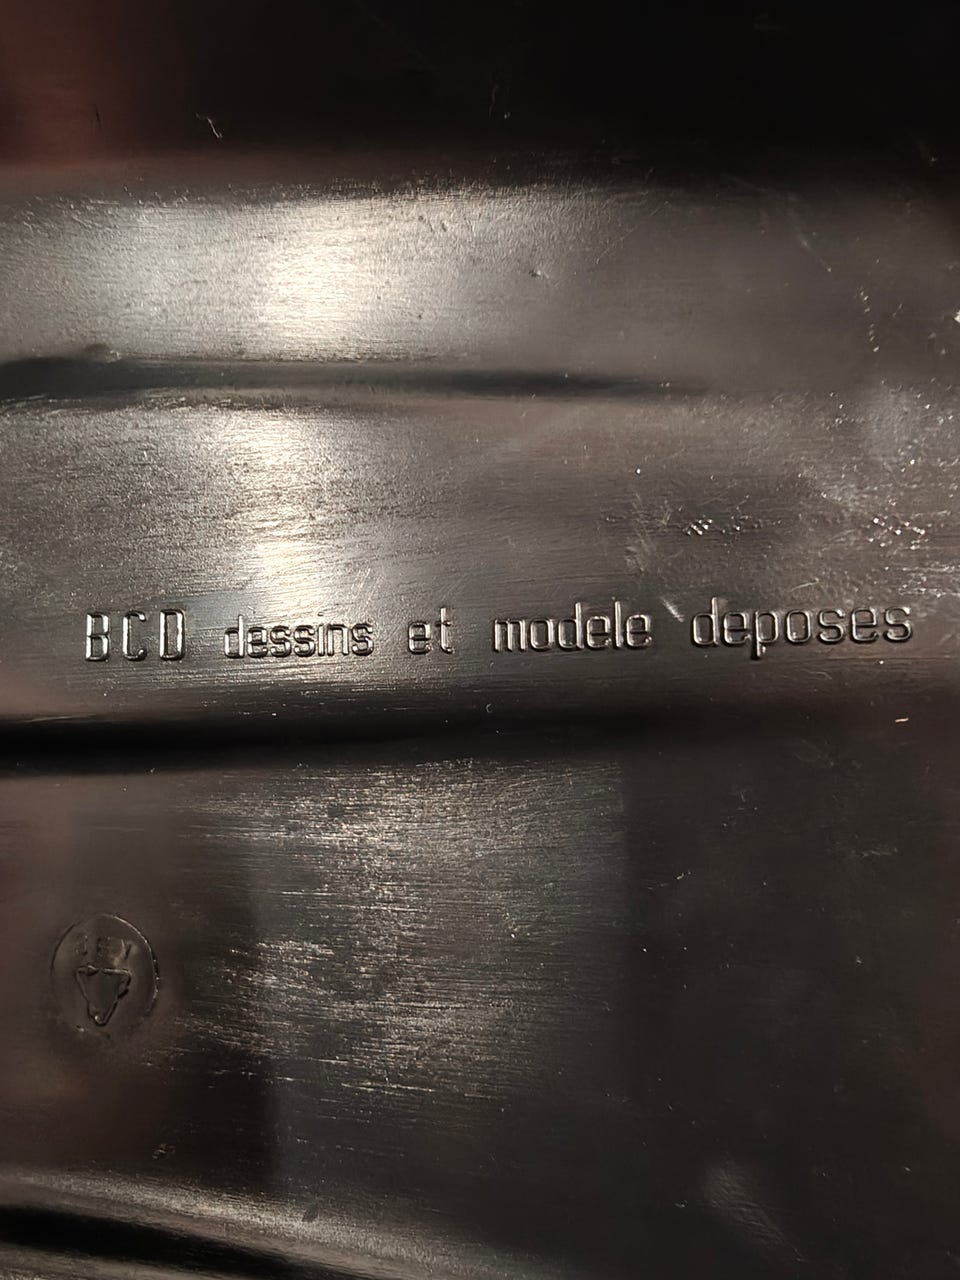 BCD dessins et modele deposes